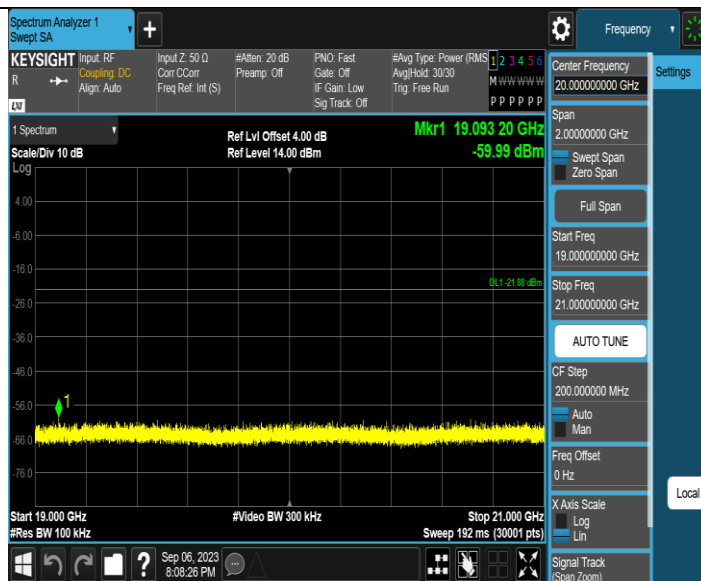 Spectrum Analyzer 1
Swept SA
+
Frequency
KEYSIGHT
R
LXI
Input: RF
Coupling: DC
Align: Auto
Input Z: 50 Ω
Corr CCorr
Freq Ref: Int (S)
#Atten: 20 dB
Preamp: Off
PNO: Fast
Gate: Off
IF Gain: Low
Sig Track: Off
#Avg Type: Power (RMS
Avg|Hold: 30/30
Trig: Free Run
1 2 3 4 5 6
M W W W W W
P P P P P P
1 Spectrum
Scale/Div 10 dB
Log
Ref Lvl Offset 4.00 dB
Ref Level 14.00 dBm
Mkr1 19.093 20 GHz
-59.99 dBm
4.00
-6.00
-16.0
DL1 -21.88 dBm
-26.0
-36.0
-46.0
-56.0
1
-66.0
-76.0
Start 19.000 GHz
#Res BW 100 kHz
#Video BW 300 kHz
Stop 21.000 GHz
Sweep 192 ms (30001 pts)
?
Sep 06, 2023
8:08:26 PM
Center Frequency
20.000000000 GHz
Span
2.00000000 GHz
Swept Span
Zero Span
Full Span
Start Freq
19.000000000 GHz
Stop Freq
21.000000000 GHz
AUTO TUNE
CF Step
200.000000 MHz
Auto
Man
Freq Offset
0 Hz
X Axis Scale
Log
Lin
Signal Track
(Span Zoom)
Settings
Local